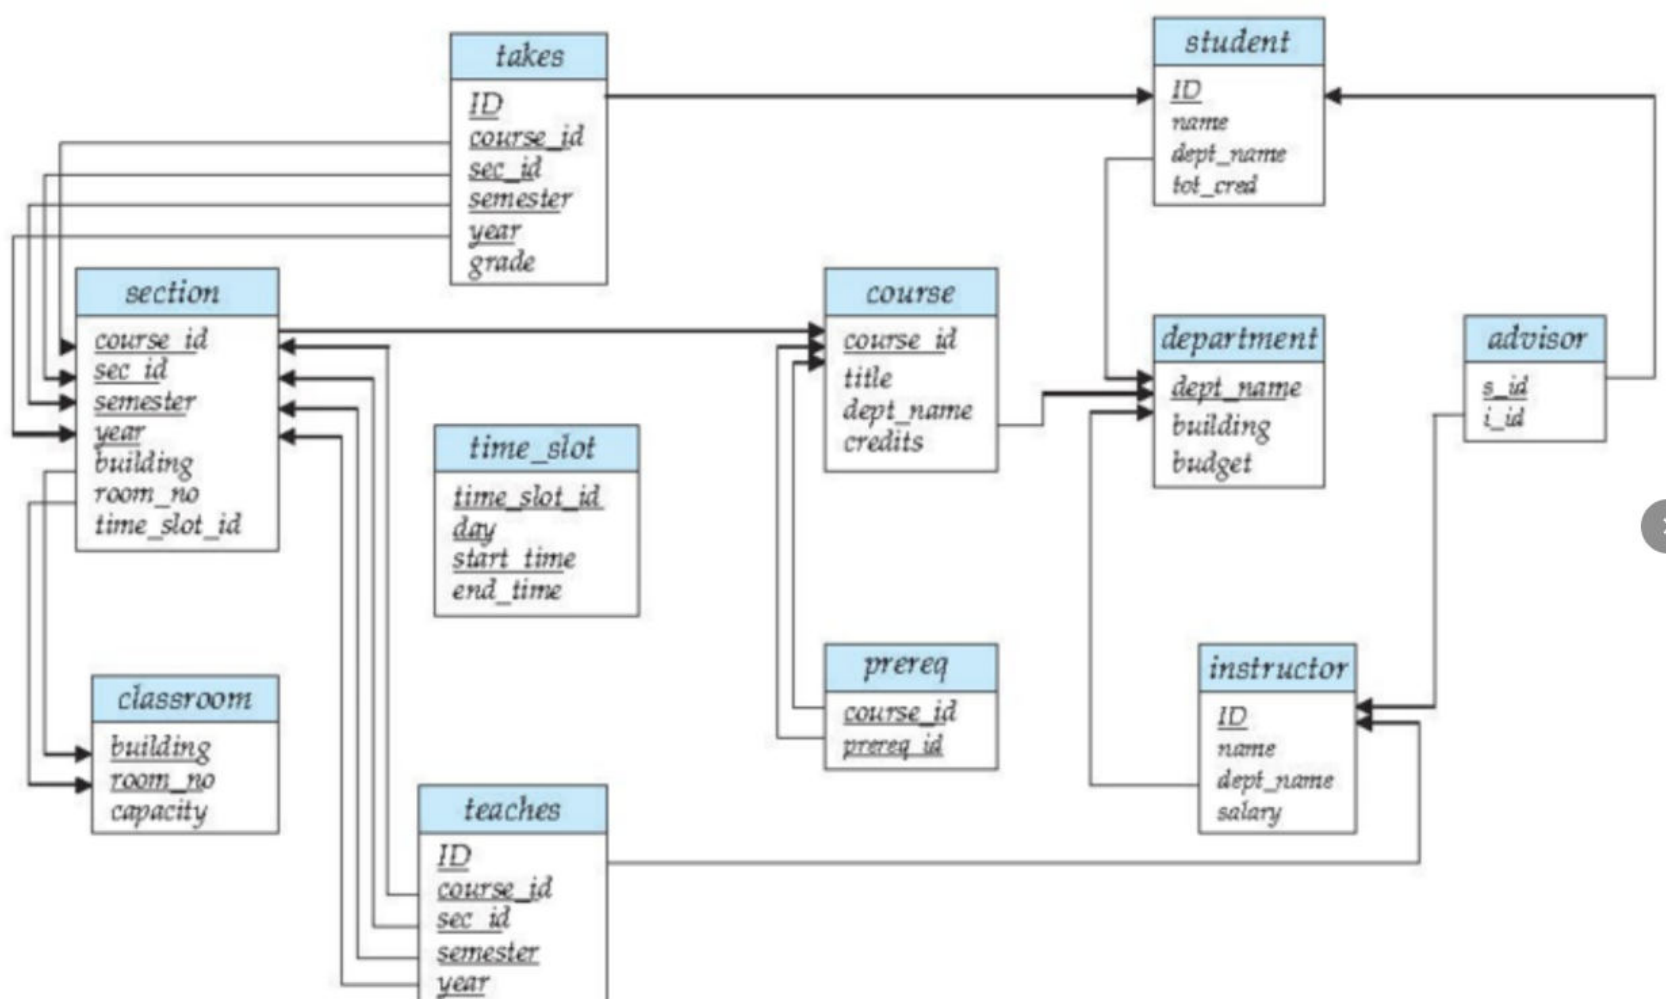 takes
ID
course_id
sec_id
semester
year
grade
student
ID
name
dept_name
tot_cred
section
course_id
sec_id
semester
year
building
room_no
time_slot_id
time_slot
time_slot_id
day
start_time
end_time
course
course_id
title
dept_name
credits
department
dept_name
building
budget
advisor
s_id
i_id
classroom
building
room_no
capacity
prereq
course_id
prereq_id
instructor
ID
name
dept_name
salary
teaches
ID
course_id
sec_id
semester
year